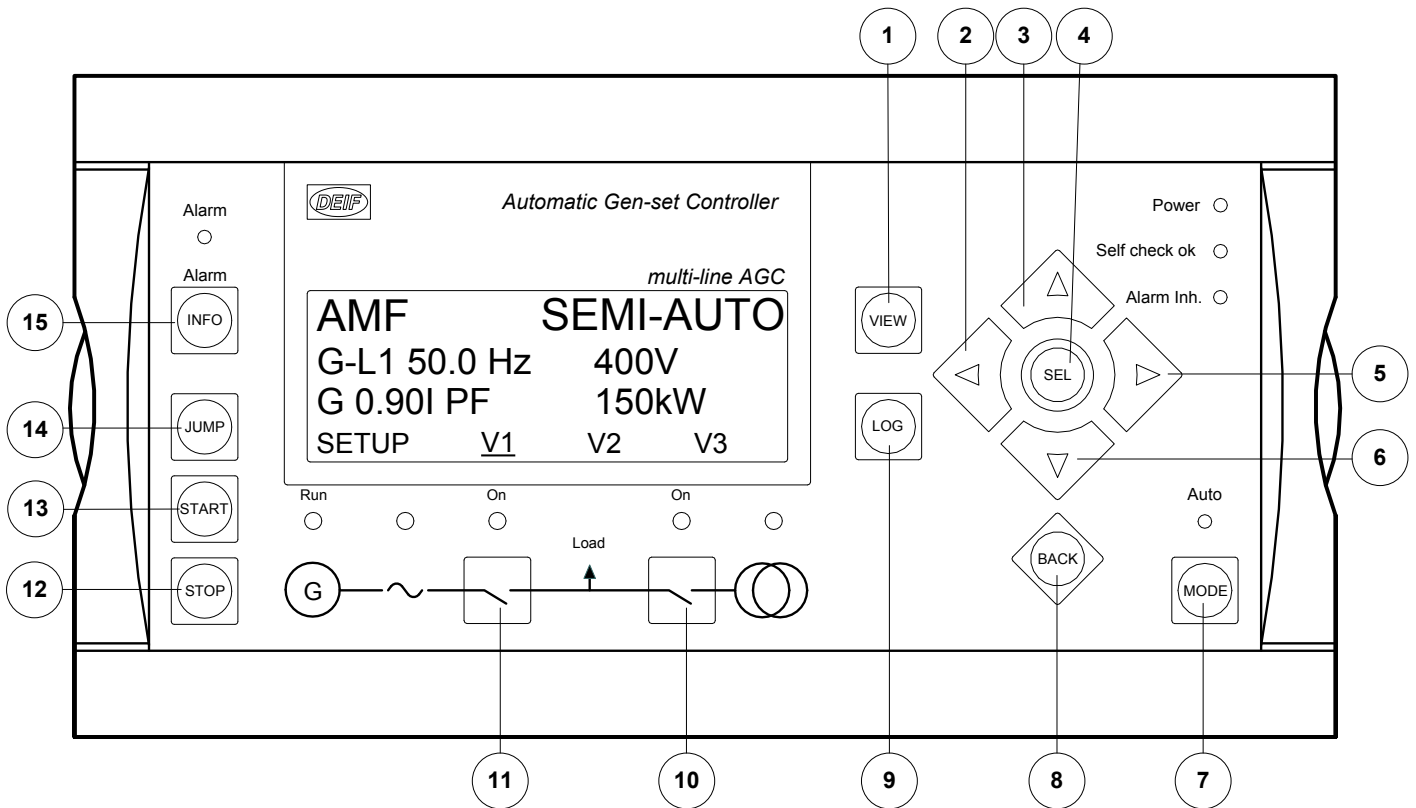 1
2
3
4
DEIF
Automatic Gen-set Controller
Power
Alarm
Self check ok
Alarm
multi-line AGC
Alarm Inh.
15
INFO
AMF SEMI-AUTO
VIEW
G-L1 50.0 Hz 400V
SEL
5
G 0.90I PF 150kW
14
JUMP
LOG
SETUP V1 V2 V3
6
13
START
Run
On
On
Auto
Load
12
STOP
G
BACK
MODE
11
10
9
8
7